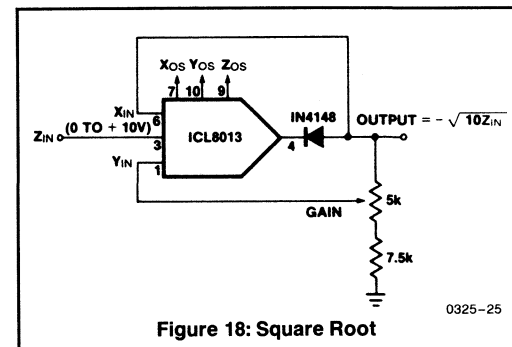 XOS YOS ZOS
7 10 9
XIN
6
IN4148
OUTPUT = - √10ZIN
ZIN (0 TO + 10V)
3
ICL8013
4
YIN
1
5k
GAIN
7.5k
0325-25
Figure 18: Square Root